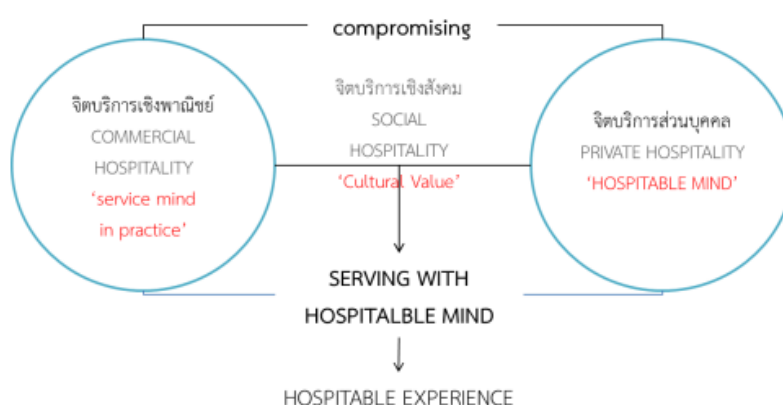 compromising
จิตบริการเชิงพาณิชย์
COMMERCIAL
HOSPITALITY
‘service mind
in practice’
จิตบริการเชิงสังคม
SOCIAL
HOSPITALITY
‘Cultural Value’
จิตบริการส่วนบุคคล
PRIVATE HOSPITALITY
‘HOSPITABLE MIND’
SERVING WITH
HOSPITALBLE MIND
HOSPITABLE EXPERIENCE